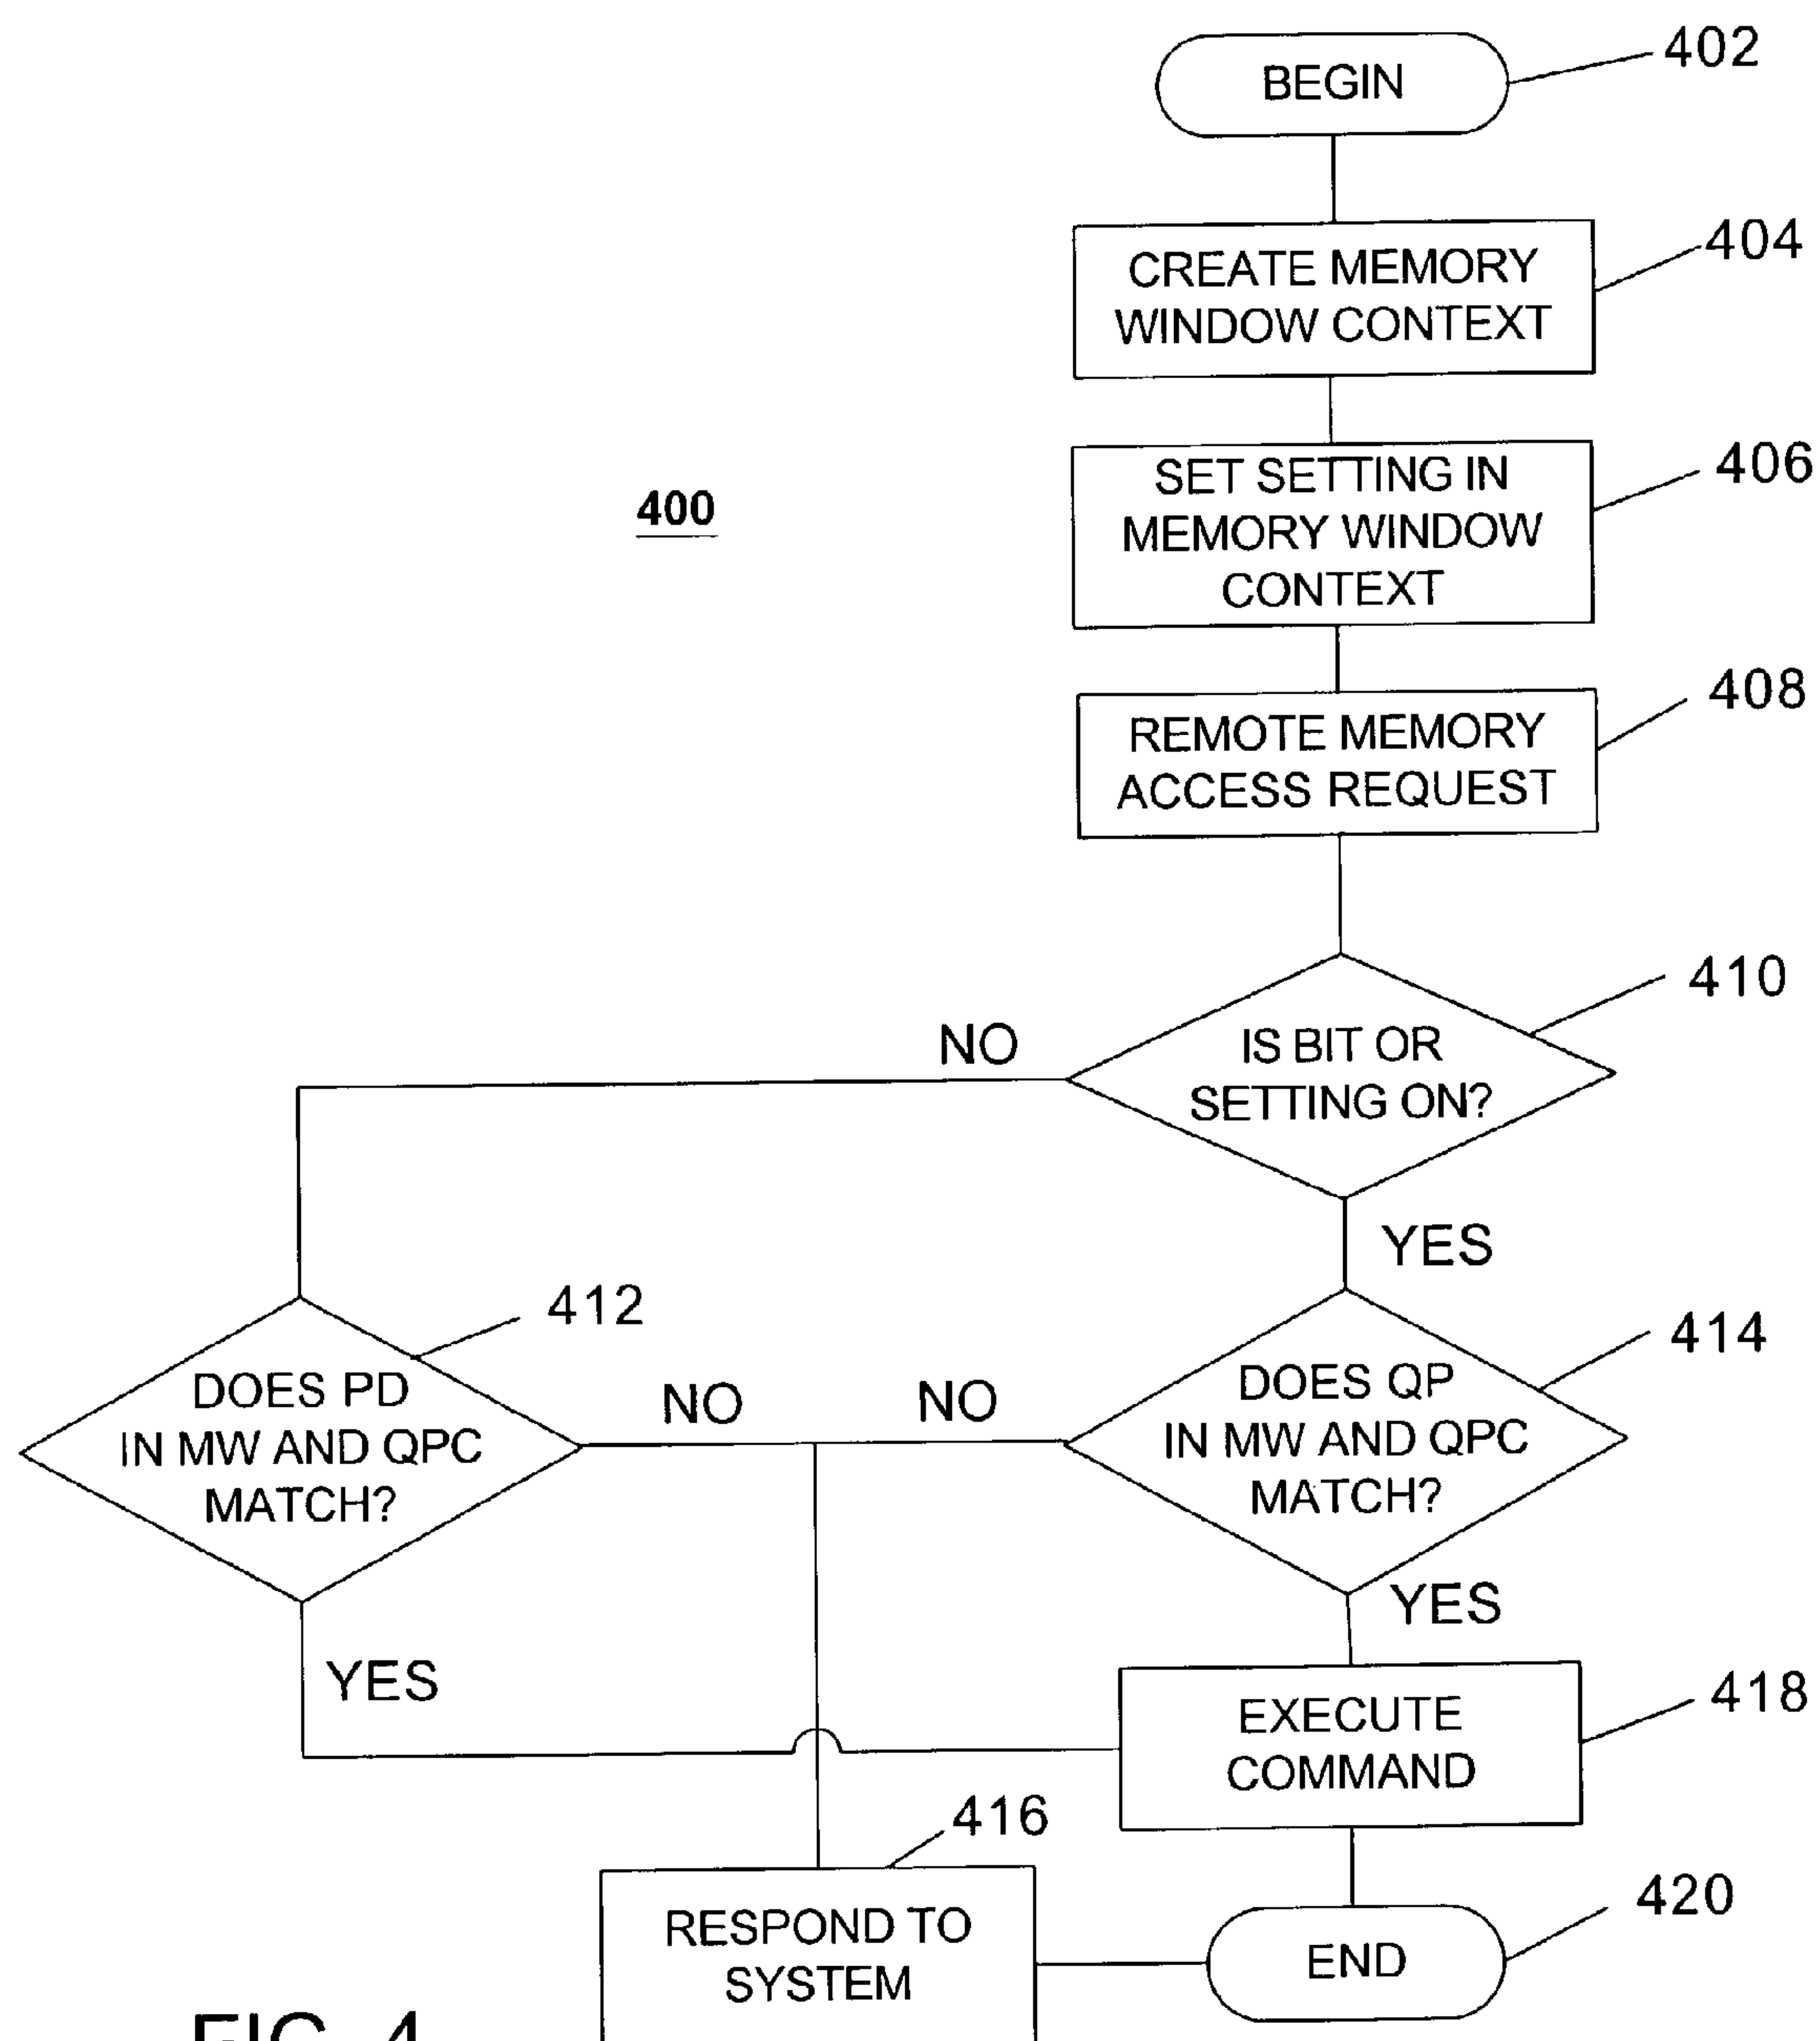 BEGIN
402
CREATE MEMORY
WINDOW CONTEXT
404
SET SETTING IN
MEMORY WINDOW
CONTEXT
406
400
REMOTE MEMORY
ACCESS REQUEST
408
IS BIT OR
SETTING ON?
410
NO
YES
DOES PD
IN MW AND QPC
MATCH?
412
NO
NO
DOES QP
IN MW AND QPC
MATCH?
414
YES
YES
EXECUTE
COMMAND
418
RESPOND TO
SYSTEM
416
END
420
FIG. 4